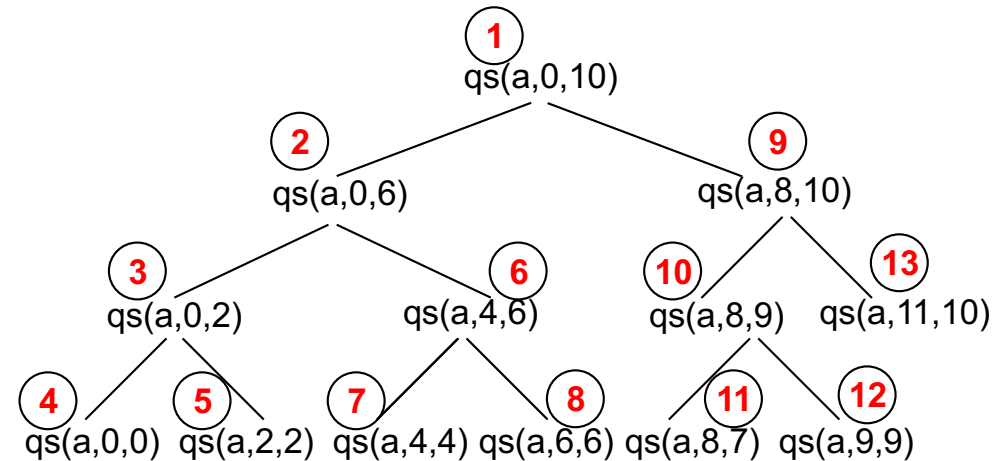 1
qs(a,0,10)
2 9
qs(a,0,6) qs(a,8,10)
3 6 10 13
qs(a,0,2) qs(a,4,6) qs(a,8,9) qs(a,11,10)
4 5 7 8 11 12
qs(a,0,0) qs(a,2,2) qs(a,4,4) qs(a,6,6) qs(a,8,7) qs(a,9,9)